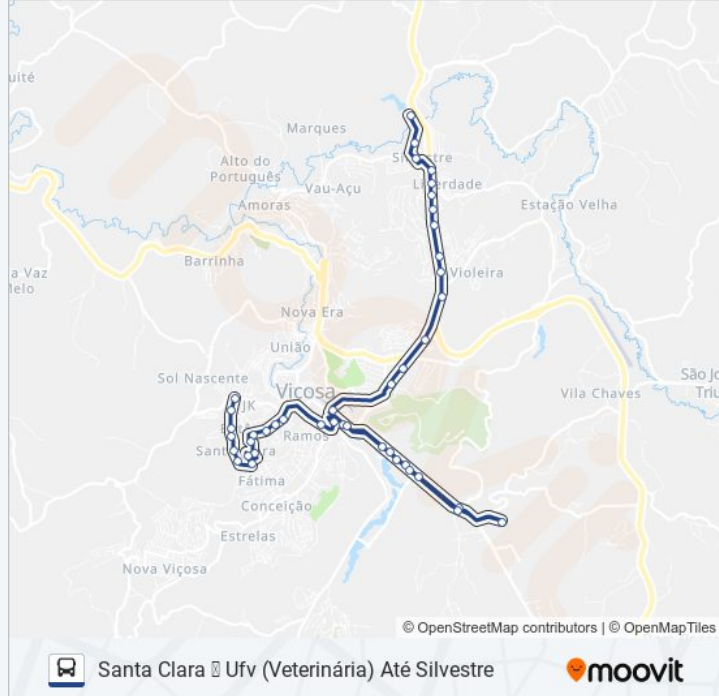 uité
Marques
Alto do
Português
Vau-Açu
Amoras
Silvestre
Liberdade
Estação Velha
Barrinha
a Vaz
Melo
Violeira
Nova Era
União
Sol Nascente
São Jo
Triu
Viçosa
Vila Chaves
JK
Ramos
Fátima
Conceição
Estrelas
Nova Viçosa
© OpenStreetMap contributors | © OpenMapTiles
Santa Clara ▯ Ufv (Veterinária) Até Silvestre
moovit